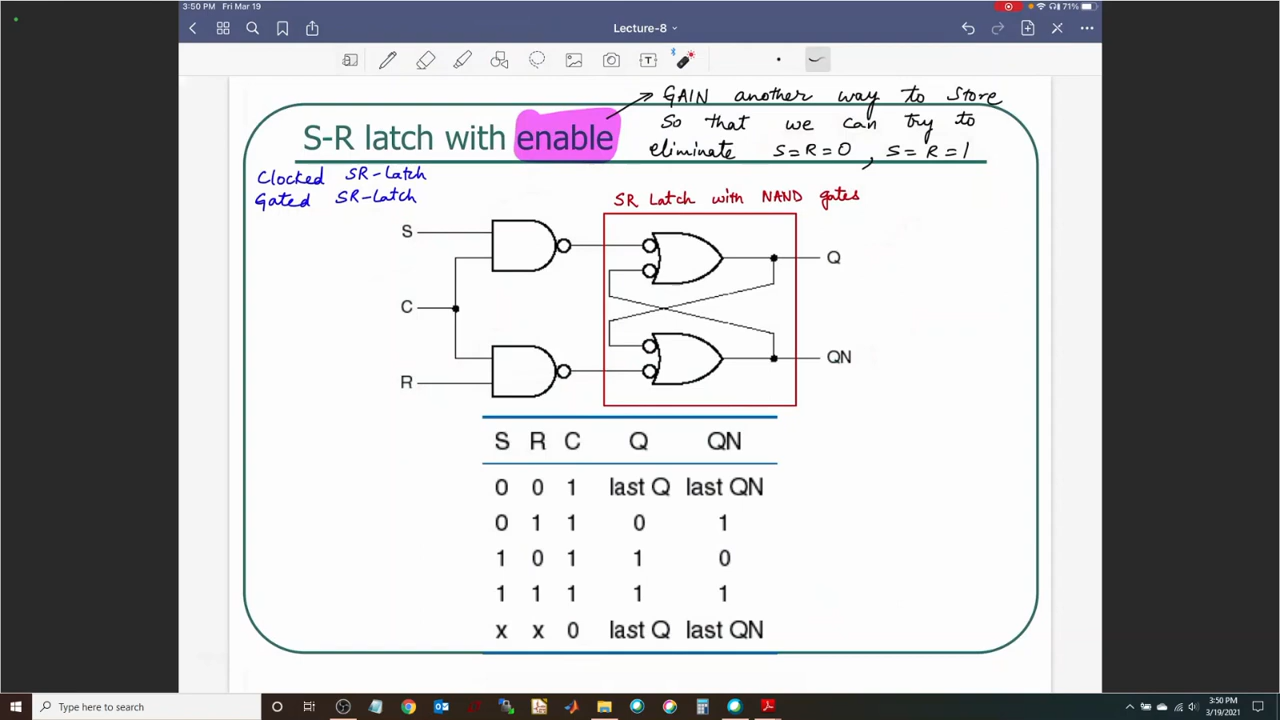 3:50 PM Fri Mar 19
71%
Lecture-8
T
GAIN another way to store
So that we can try to
eliminate S=R=0, S=R=1
S-R latch with enable
Clocked SR-Latch
Gated SR-Latch
SR Latch with NAND gates
S
Q
C
QN
R
S R C Q QN
0 0 1 last Q last QN
0 1 1 0 1
1 0 1 1 0
1 1 1 1 1
x x 0 last Q last QN
Type here to search
3:50 PM
3/19/2021